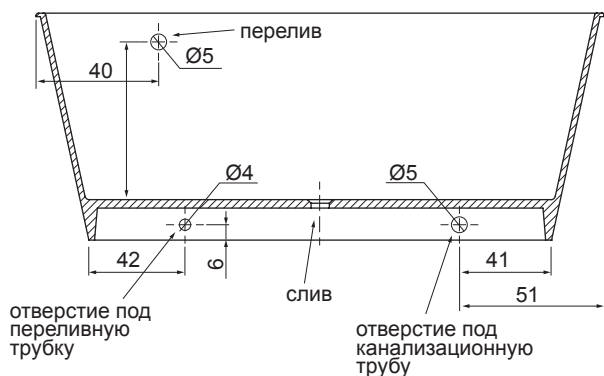 перелив
Ø5
40
Ø4
Ø5
42
6
41
слив
51
отверстие под
переливную
трубку
отверстие под
канализационную
трубу